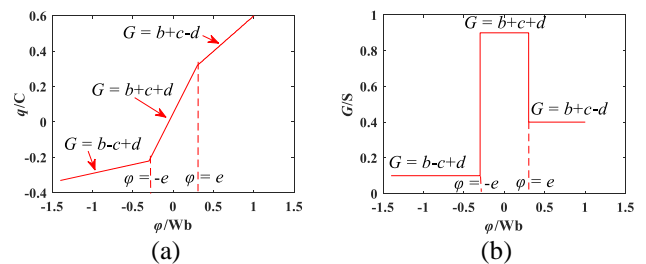 0.6
0.4
0.2
0
-0.2
-0.4
q/C
G = b+c-d
G = b+c+d
G = b-c+d
φ = -e
φ = e
-1.5
-1
-0.5
0
0.5
1
1.5
φ/Wb
(a)
1
0.8
0.6
0.4
0.2
0
G/S
G = b+c+d
G = b+c-d
G = b-c+d
φ = -e
φ = e
-1.5
-1
-0.5
0
0.5
1
1.5
φ/Wb
(b)